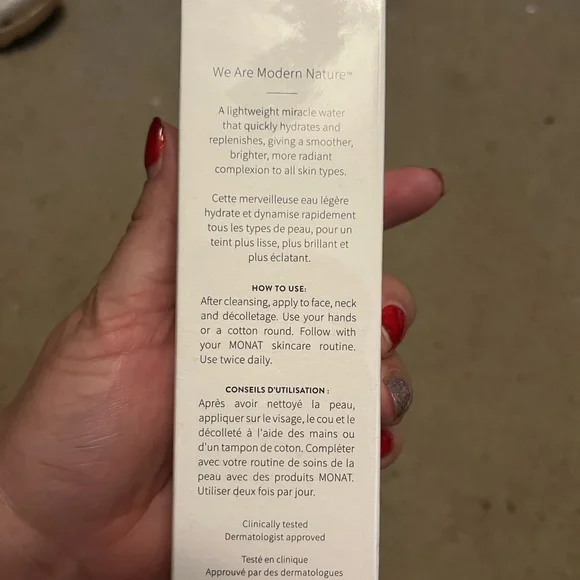 We Are Modern Nature™
A lightweight miracle water
that quickly hydrates and
replenishes, giving a smoother,
brighter, more radiant
complexion to all skin types.
Cette merveilleuse eau légère
hydrate et dynamise rapidement
tous les types de peau, pour un
teint plus lisse, plus brillant et
plus éclatant.
HOW TO USE:
After cleansing, apply to face, neck
and décolletage. Use your hands
or a cotton round. Follow with
your MONAT skincare routine.
Use twice daily.
CONSEILS D'UTILISATION :
Après avoir nettoyé la peau,
appliquer sur le visage, le cou et le
décolleté à l'aide des mains ou
d'un tampon de coton. Compléter
avec votre routine de soins de la
peau avec des produits MONAT.
Utiliser deux fois par jour.
Clinically tested
Dermatologist approved
Testé en clinique
Approuvé par des dermatologues